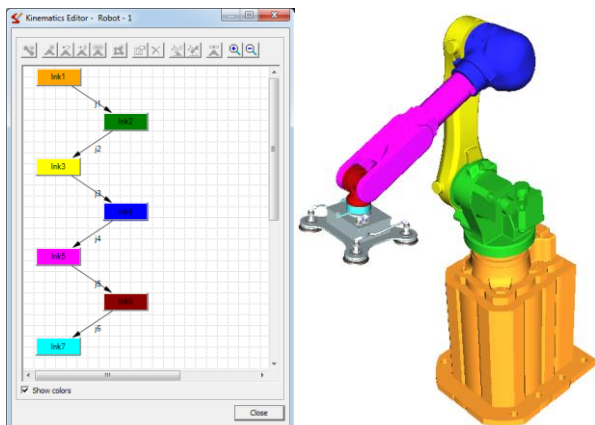 Kinematics Editor - Robot - 1
lnk1
j1
lnk2
j2
lnk3
j3
j4
lnk5
j5
lnk6
j6
lnk7
Show colors
Close